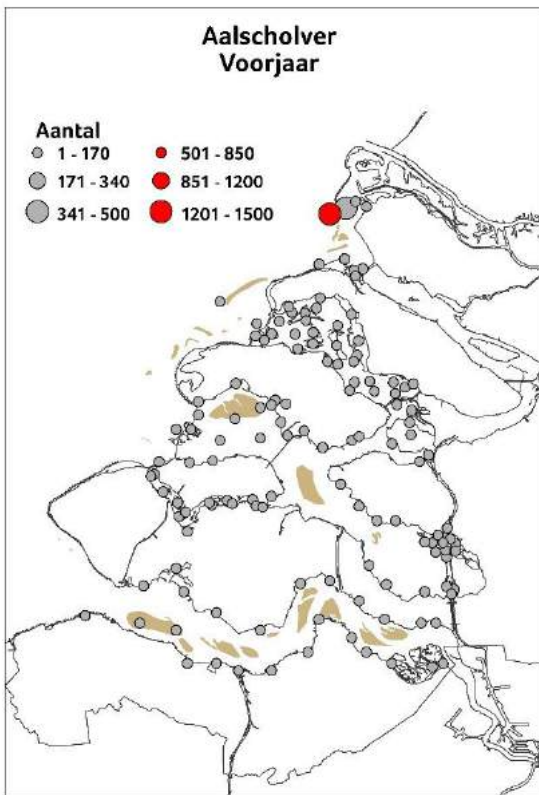 Aalscholver
Voorjaar
Aantal
1 - 170
501 - 850
171 - 340
851 - 1200
341 - 500
1201 - 1500